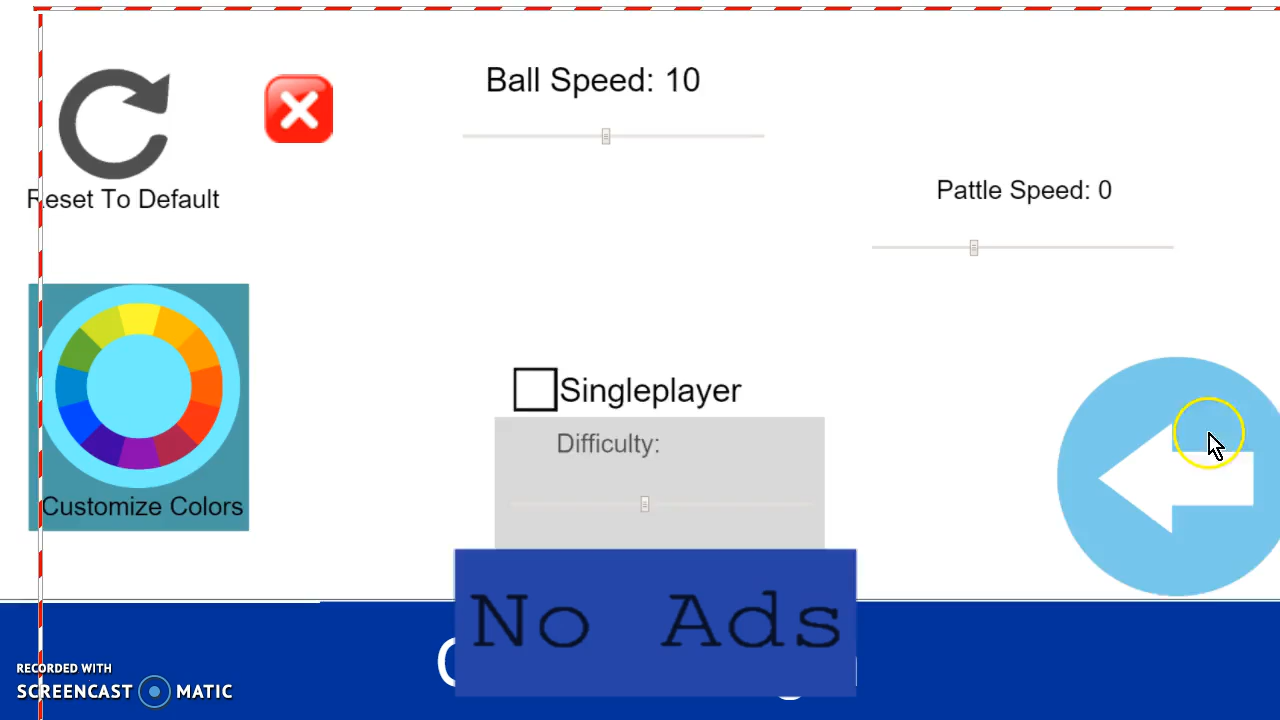 Ball Speed: 10
Pattle Speed: 0
Reset To Default
Singleplayer
Difficulty:
Customize Colors
No Ads
RECORDED WITH
SCREENCAST MATIC